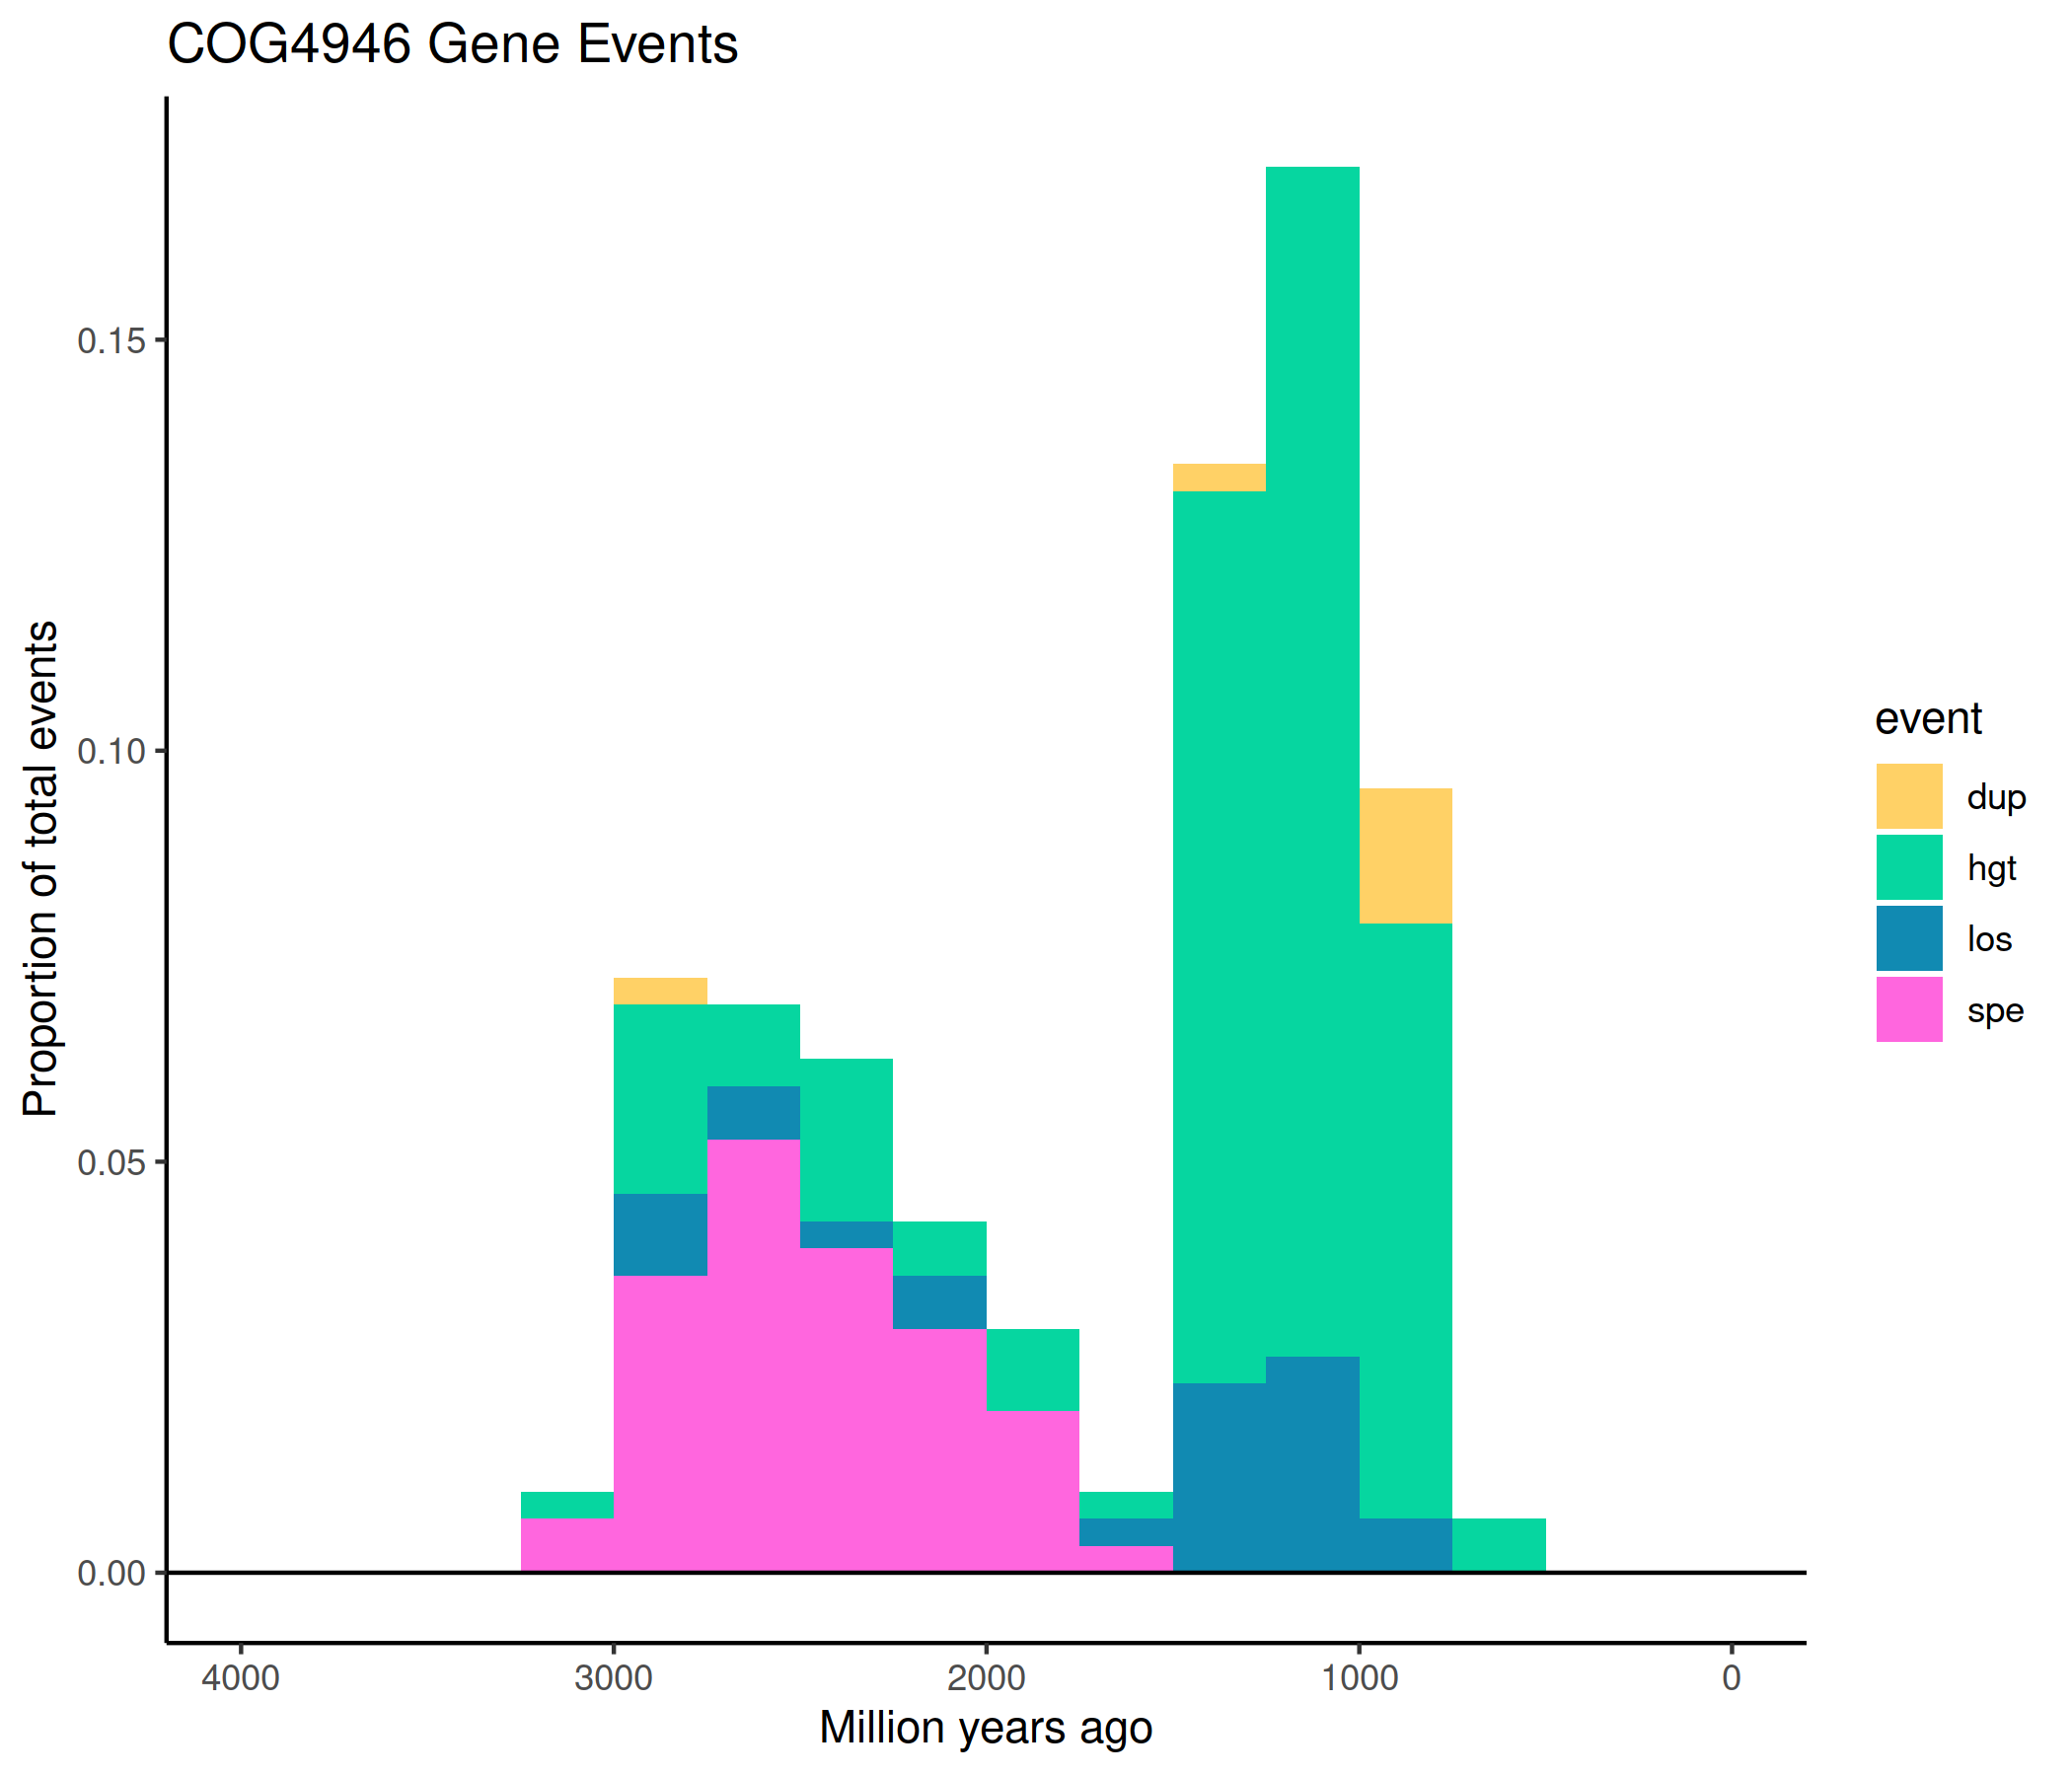 COG4946 Gene Events
Proportion of total events
0.15
0.10
0.05
0.00
4000 3000 2000 1000 0
Million years ago
event
dup
hgt
los
spe